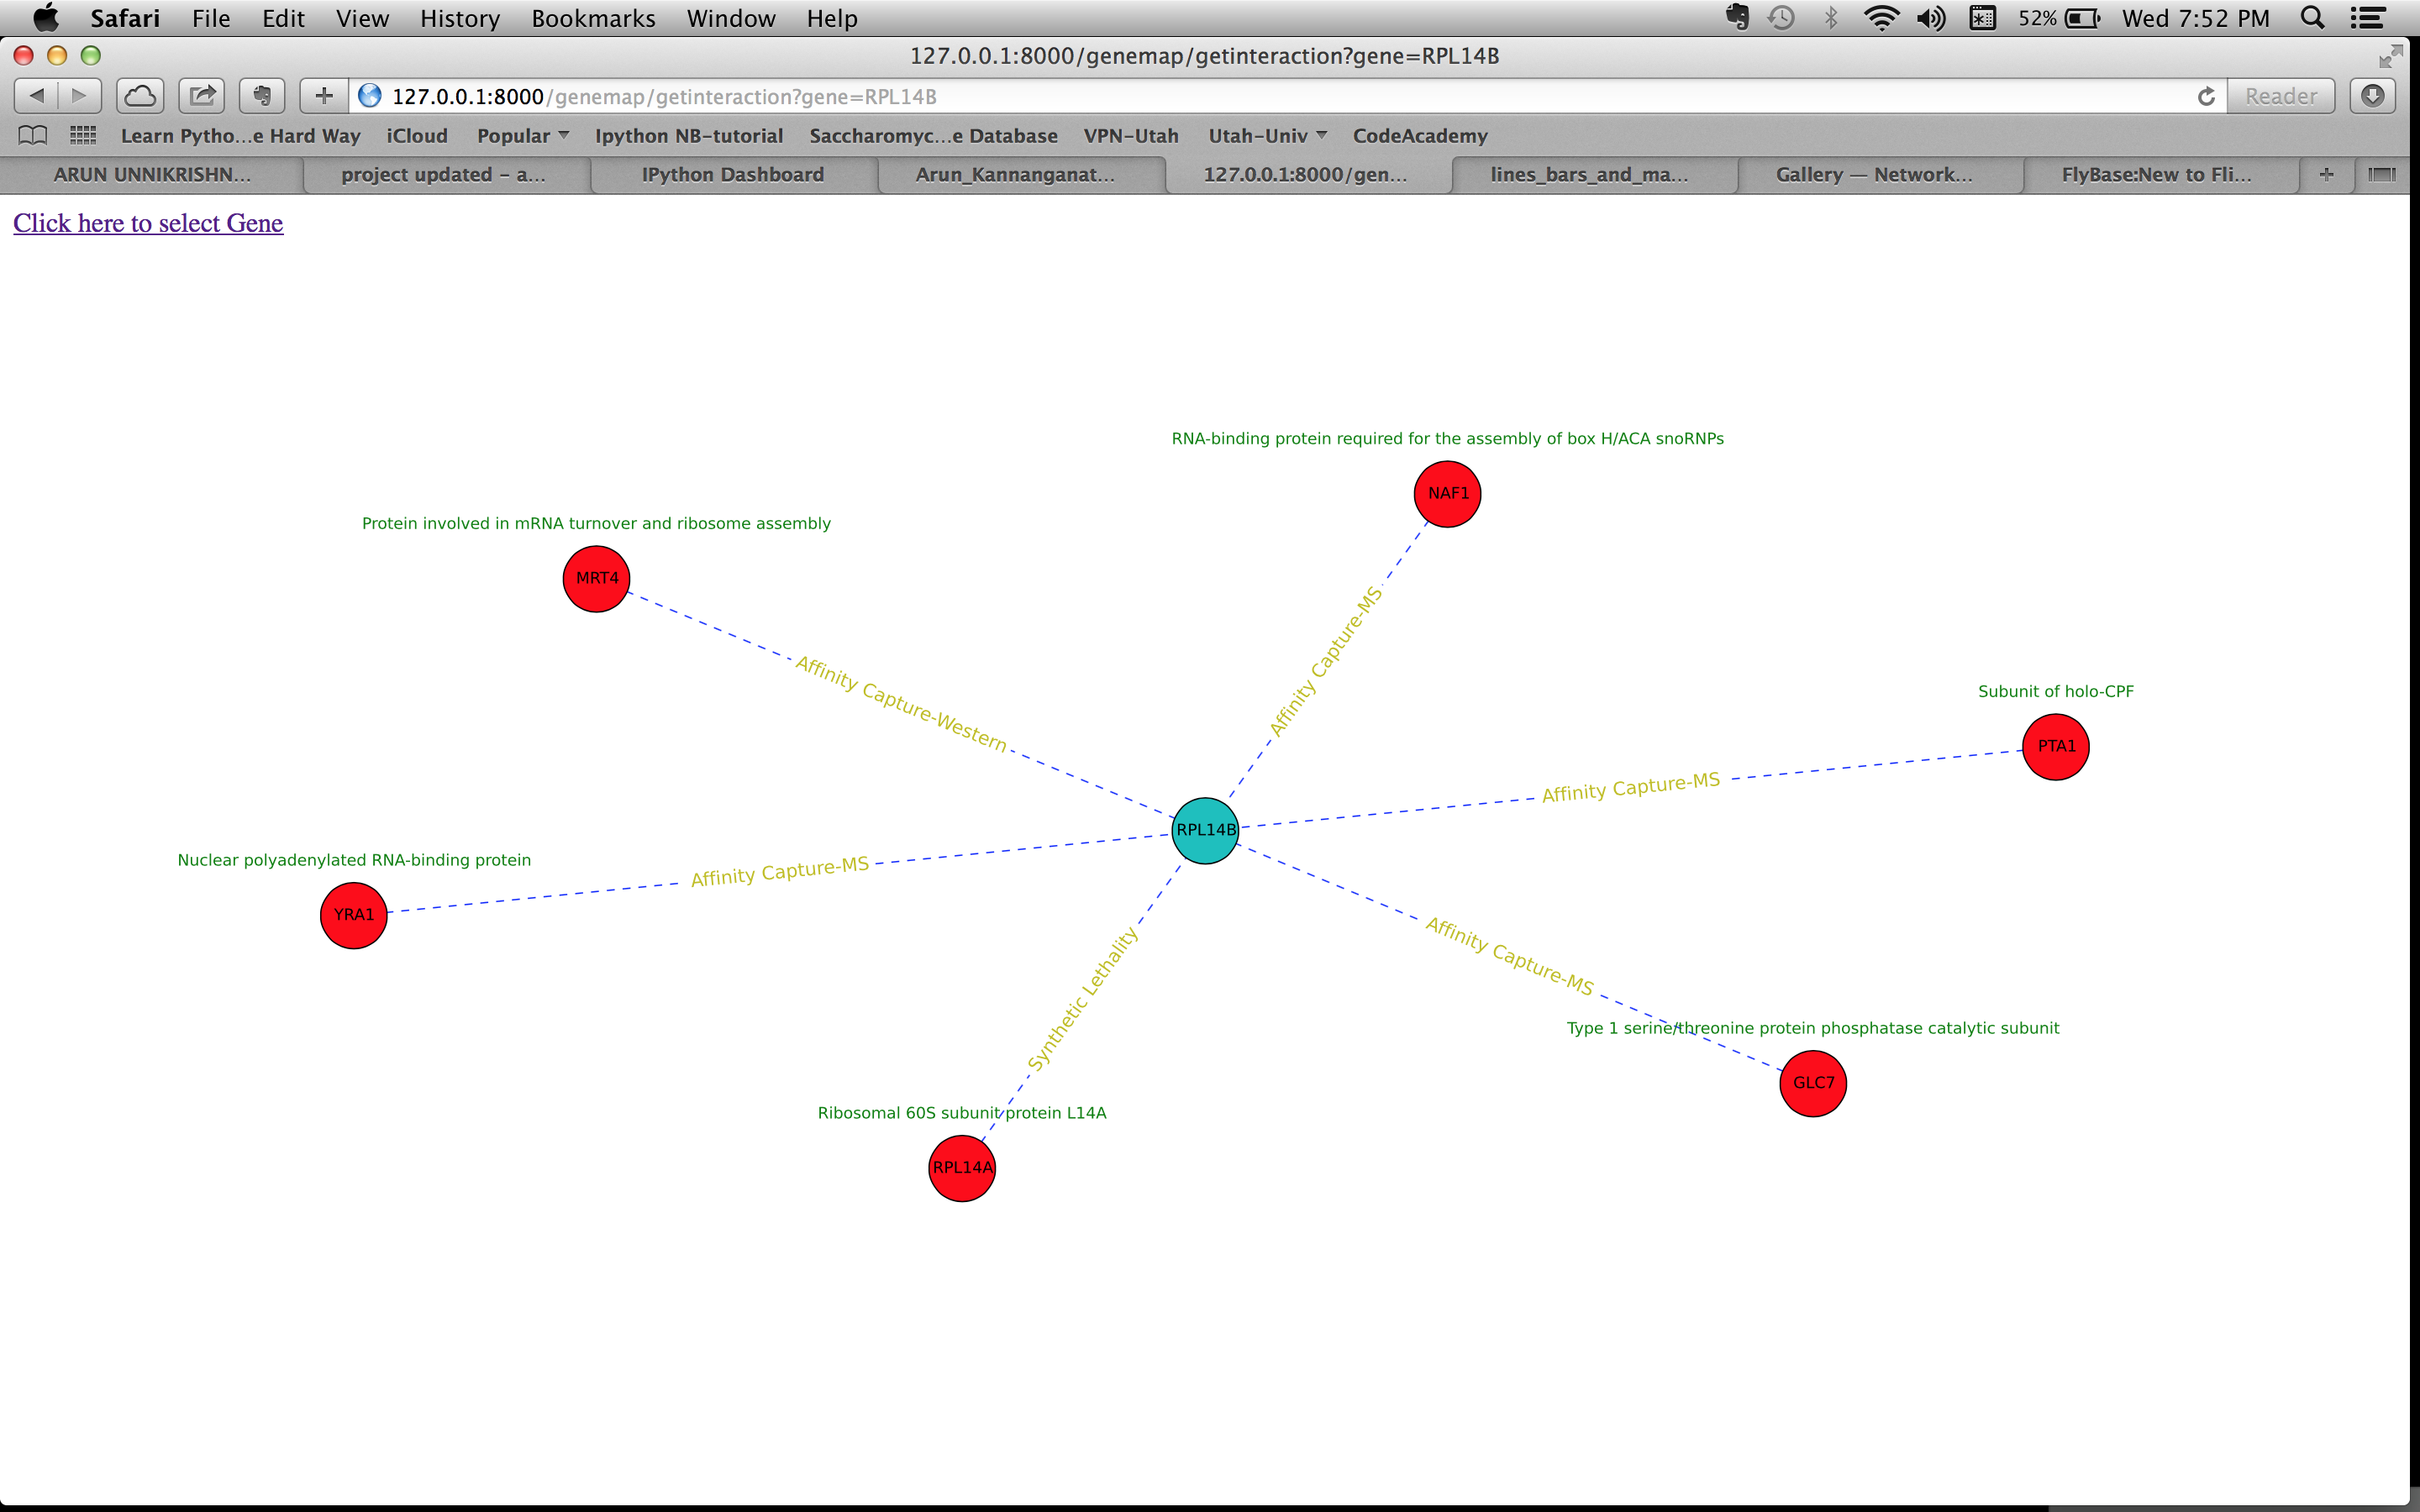 Safari File Edit View History Bookmarks Window Help 52% Wed 7:52 PM
127.0.0.1:8000/genemap/getinteraction?gene=RPL14B
127.0.0.1:8000/genemap/getinteraction?gene=RPL14B Reader
Learn Pytho...e Hard Way iCloud Popular Ipython NB-tutorial Saccharomyc...e Database VPN-Utah Utah-Univ CodeAcademy
ARUN UNNIKRISHN... project updated – a... IPython Dashboard Arun_Kannanganat... 127.0.0.1:8000/gen... lines_bars_and_ma... Gallery — Network... FlyBase:New to Fli...
Click here to select Gene
RNA-binding protein required for the assembly of box H/ACA snoRNPs
NAF1
Protein involved in mRNA turnover and ribosome assembly
MRT4
Affinity Capture-MS
Affinity Capture-Western
Subunit of holo-CPF
PTA1
Affinity Capture-MS
RPL14B
Nuclear polyadenylated RNA-binding protein
Affinity Capture-MS
YRA1
Affinity Capture-MS
Synthetic Lethality
Type 1 serine/threonine protein phosphatase catalytic subunit
GLC7
Ribosomal 60S subunit protein L14A
RPL14A